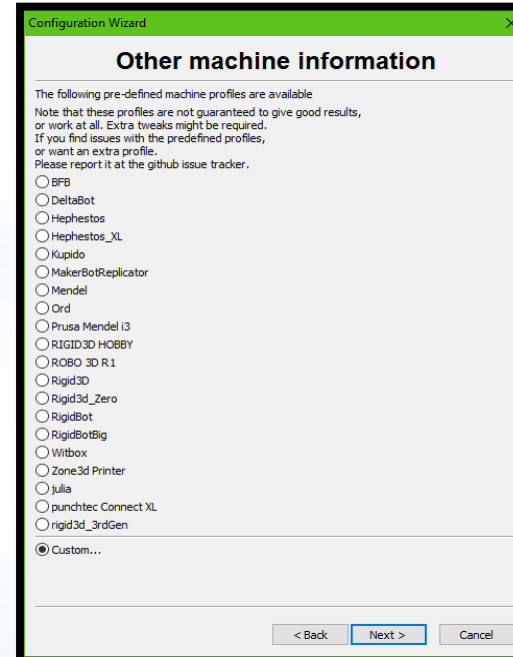 Configuration Wizard
Other machine information
The following pre-defined machine profiles are available
Note that these profiles are not guaranteed to give good results,
or work at all. Extra tweaks might be required.
If you find issues with the predefined profiles,
or want an extra profile.
Please report it at the github issue tracker.
BFB
DeltaBot
Hephestos
Hephestos_XL
Kupido
MakerBotReplicator
Mendel
Ord
Prusa Mendel i3
RIGID3D HOBBY
ROBO 3D R1
Rigid3D
Rigid3d_Zero
RigidBot
RigidBotBig
Witbox
Zone3d Printer
julia
punchtec Connect XL
rigid3d_3rdGen
Custom...
< Back Next > Cancel